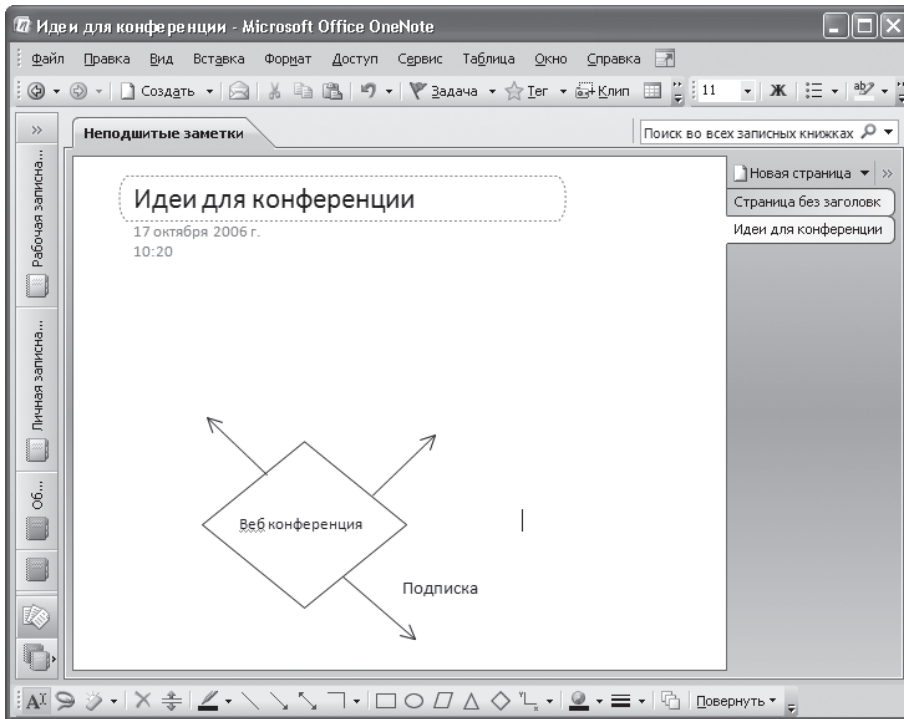 Идеи для конференции - Microsoft Office OneNote
Файл Правка Вид Вставка Формат Доступ Сервис Таблица Окно Справка
Создать Задача Тег Клип 11 Ж ab
Неподшитые заметки
Поиск во всех записных книжках
Рабочая записна...
Личная записна...
Об...
Идеи для конференции
17 октября 2006 г.
10:20
Веб конференция
Подписка
Новая страница
Страница без заголовк
Идеи для конференции
Повернуть